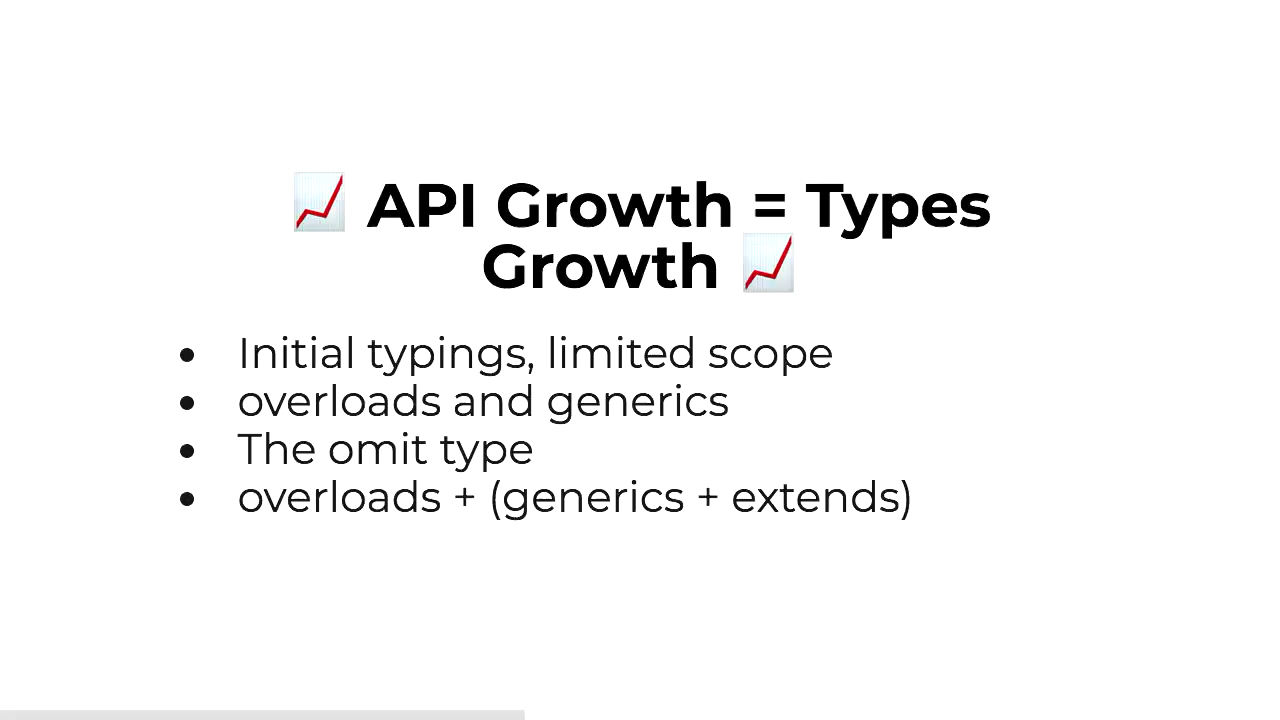 📈 API Growth = Types
Growth 📈
• Initial typings, limited scope
• overloads and generics
• The omit type
• overloads + (generics + extends)